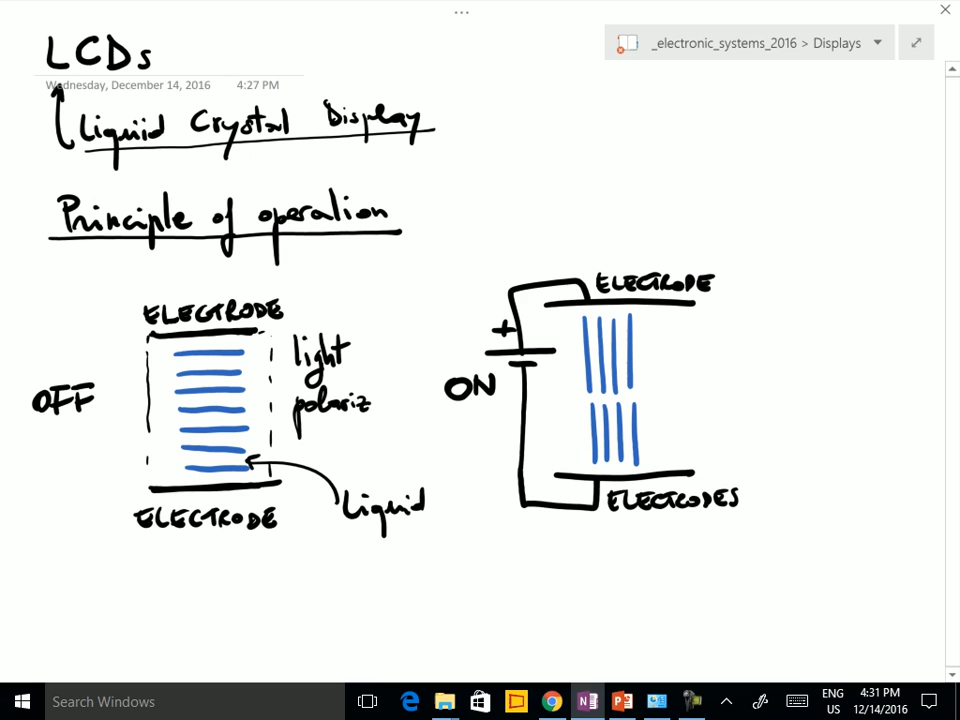 LCDs
_electronic_systems_2016 > Displays
Wednesday, December 14, 2016 4:27 PM
Liquid Crystal Display
Principle of operation
ELECTRODE
ELECTRODE
light
polariz
+
OFF
ON
Liquid
ELECTRODE
ELECTRODES
Search Windows
ENG
US
4:31 PM
12/14/2016